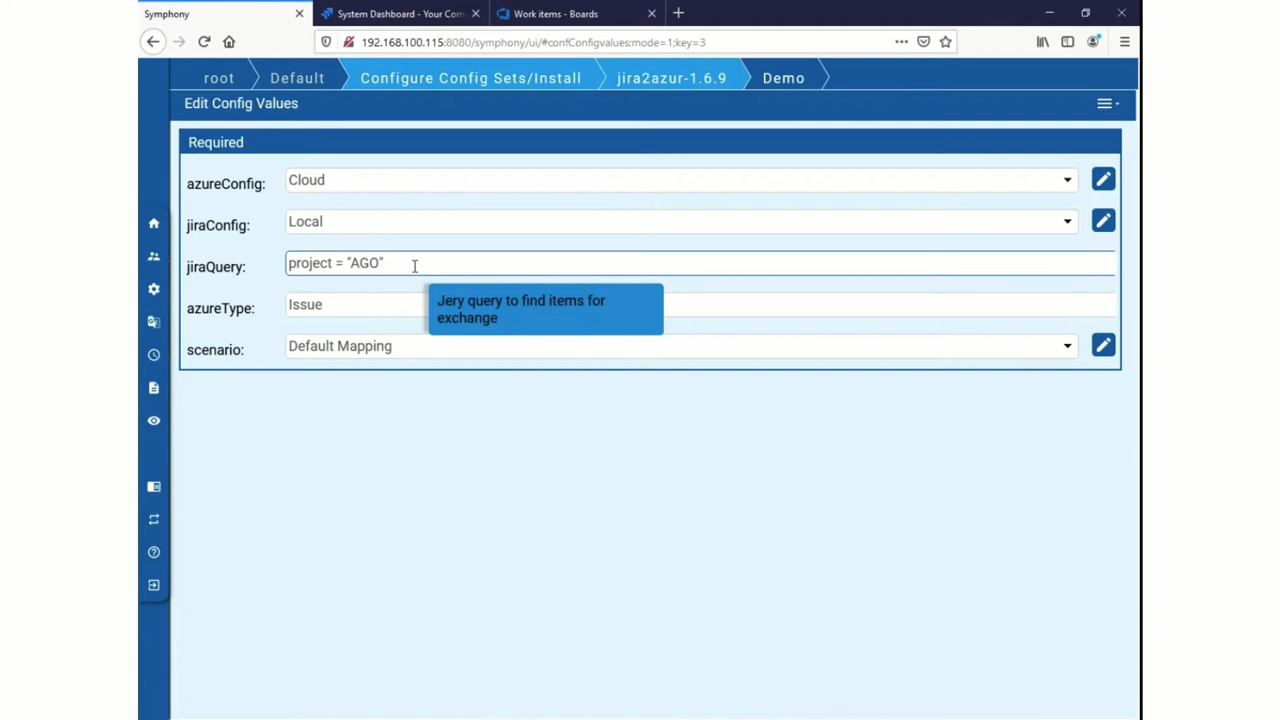 Symphony
System Dashboard - Your Com
Work items - Boards
192.168.100.115:8080/symphony/ui/#confConfigvalues:mode=1;key=3
root
Default
Configure Config Sets/Install
jira2azur-1.6.9
Demo
Edit Config Values
Required
azureConfig:
Cloud
jiraConfig:
Local
jiraQuery:
project = "AGO"
Jery query to find items for
exchange
azureType:
Issue
scenario:
Default Mapping